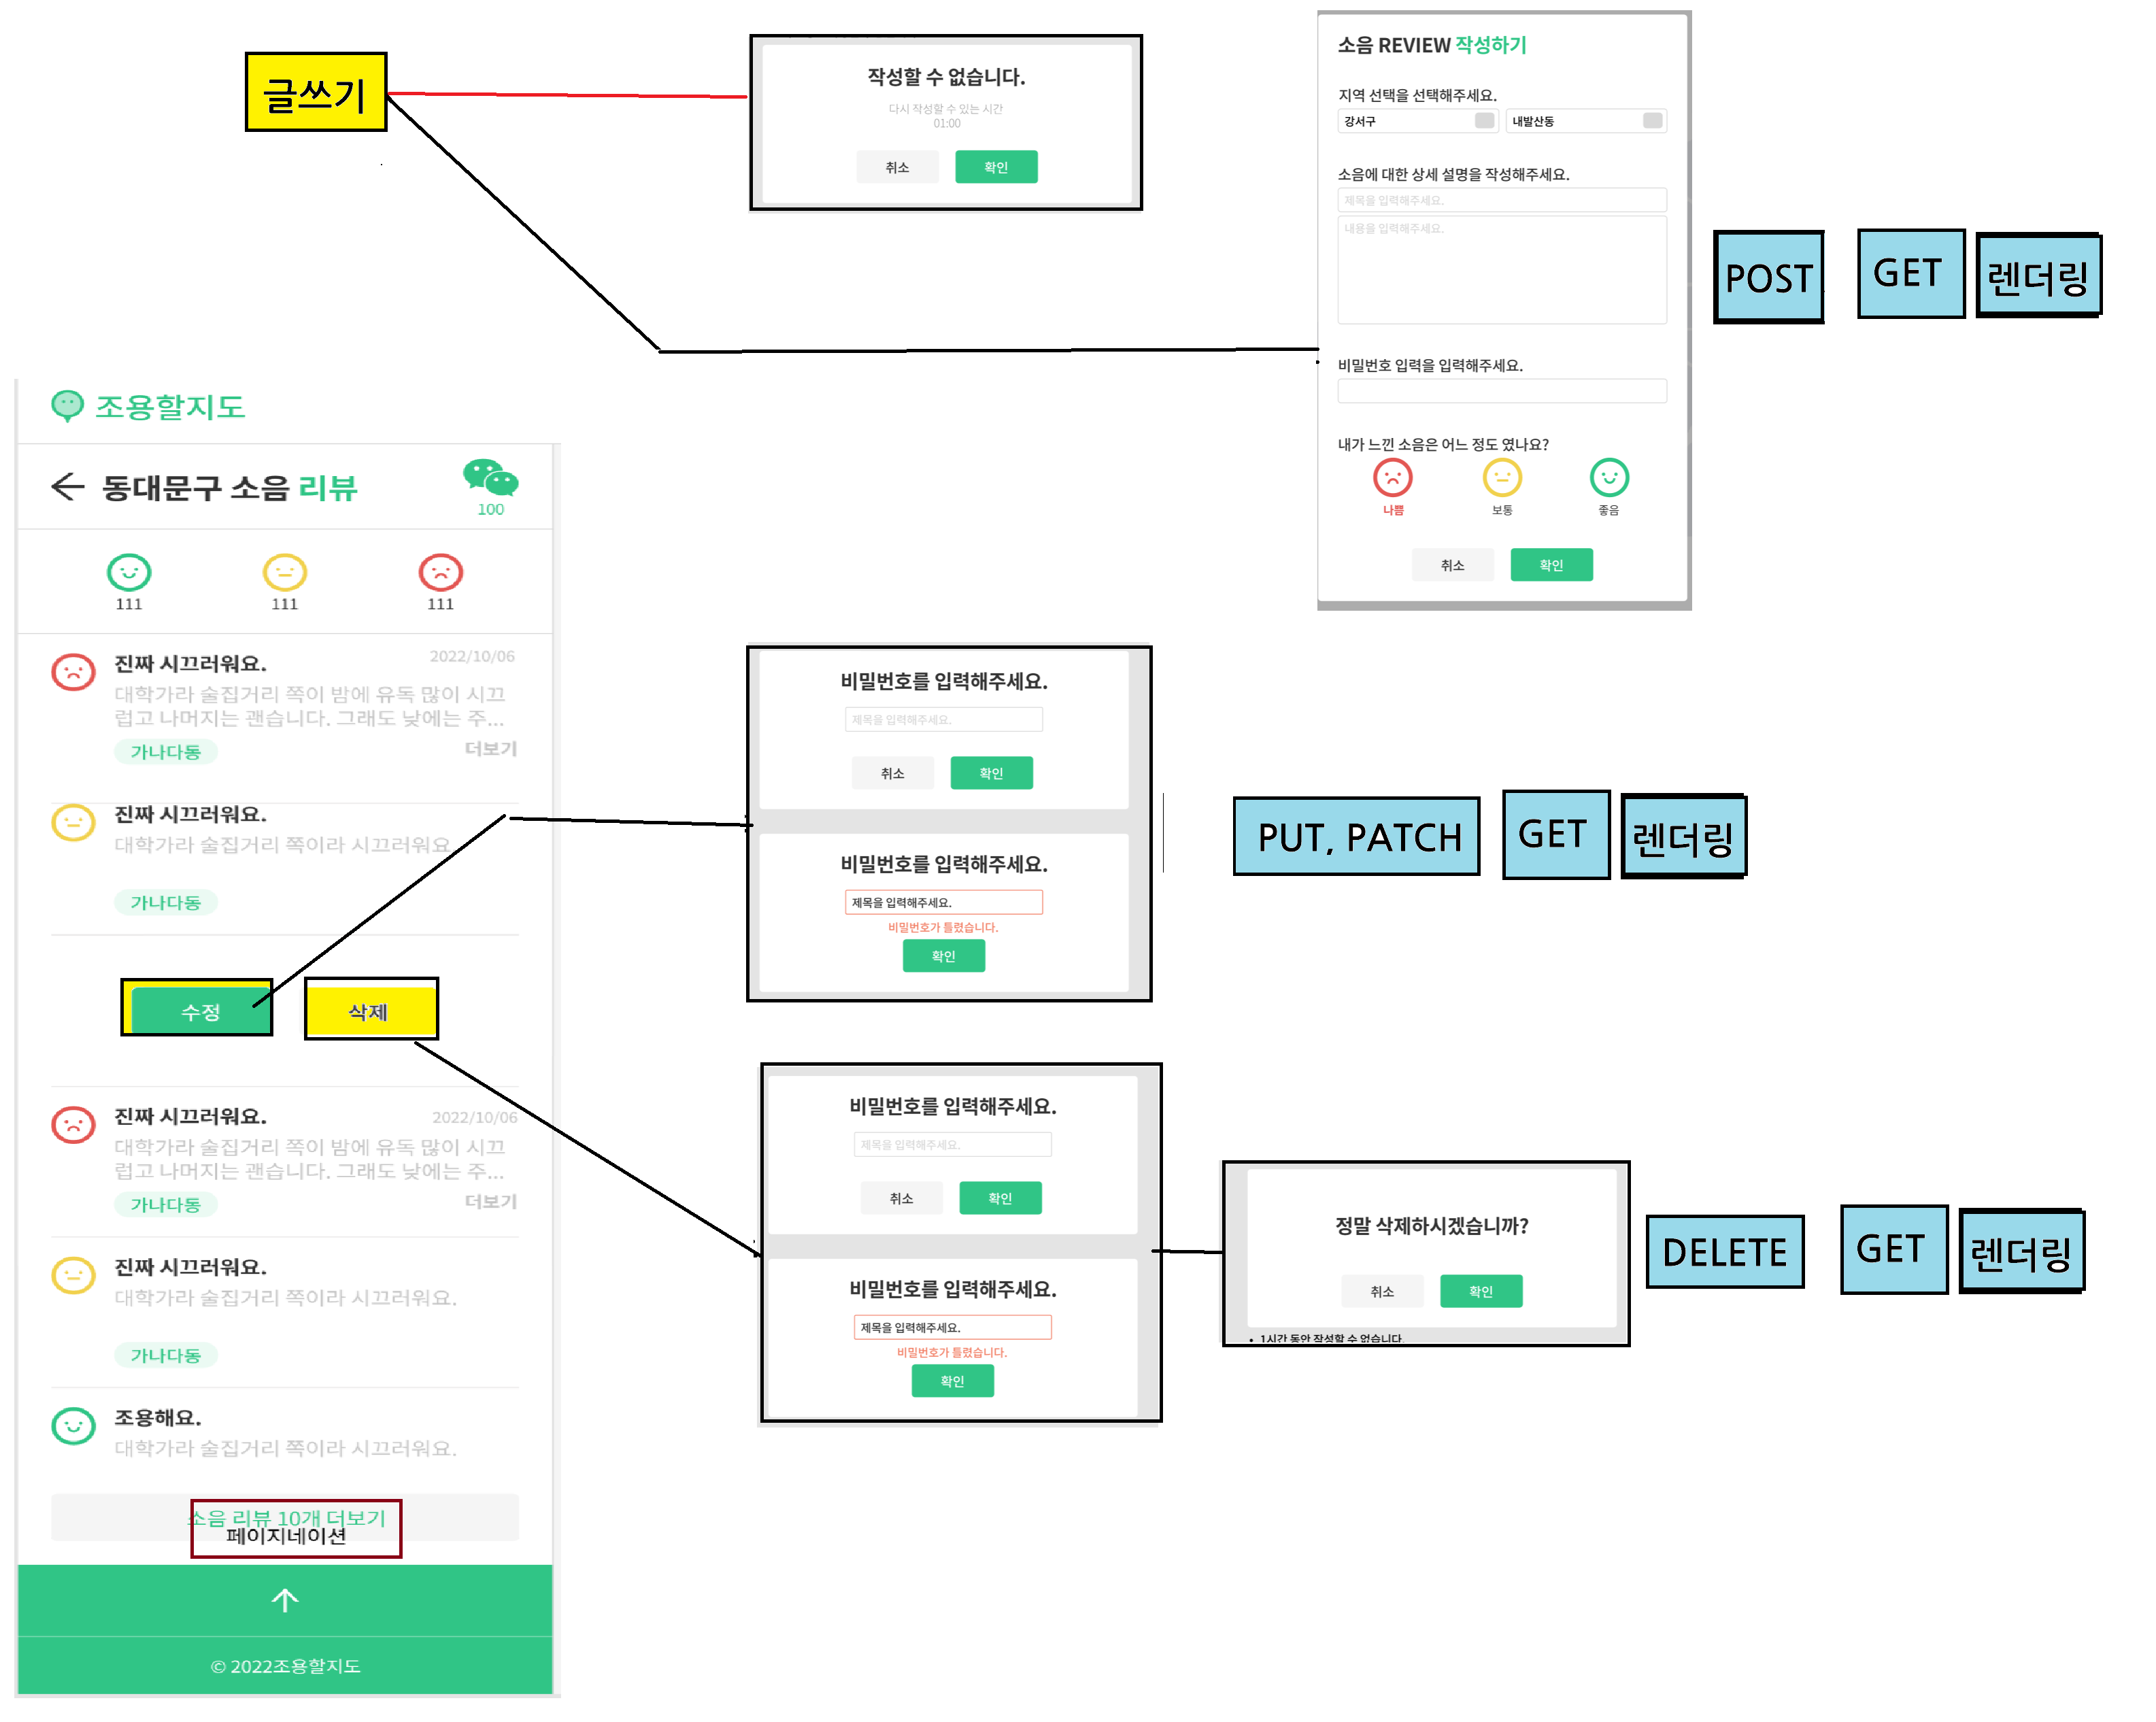 글쓰기
작성할 수 없습니다.
다시 작성할 수 있는 시간
01:00
취소
확인
소음 REVIEW 작성하기
지역 선택을 선택해주세요.
강서구
내발산동
소음에 대한 상세 설명을 작성해주세요.
제목을 입력해주세요.
내용을 입력해주세요.
비밀번호 입력을 입력해주세요.
내가 느낀 소음은 어느 정도 였나요?
나쁨
보통
좋음
취소
확인
POST
GET
렌더링
조용할지도
동대문구 소음 리뷰
100
111
111
111
진짜 시끄러워요.
2022/10/06
대학가라 술집거리 쪽이 밤에 유독 많이 시끄
럽고 나머지는 괜습니다. 그래도 낮에는 주...
가나다동
더보기
진짜 시끄러워요.
대학가라 술집거리 쪽이라 시끄러워요.
가나다동
수정
삭제
진짜 시끄러워요.
2022/10/06
대학가라 술집거리 쪽이 밤에 유독 많이 시끄
럽고 나머지는 괜습니다. 그래도 낮에는 주...
가나다동
더보기
진짜 시끄러워요.
대학가라 술집거리 쪽이라 시끄러워요.
가나다동
조용해요.
대학가라 술집거리 쪽이라 시끄러워요.
소음 리뷰 10개 더보기
페이지네이션
© 2022조용할지도
비밀번호를 입력해주세요.
제목을 입력해주세요.
취소
확인
비밀번호를 입력해주세요.
제목을 입력해주세요.
비밀번호가 틀렸습니다.
확인
PUT, PATCH
GET
렌더링
비밀번호를 입력해주세요.
제목을 입력해주세요.
취소
확인
비밀번호를 입력해주세요.
제목을 입력해주세요.
비밀번호가 틀렸습니다.
확인
정말 삭제하시겠습니까?
취소
확인
• 1시간 동안 작성할 수 없습니다.
DELETE
GET
렌더링